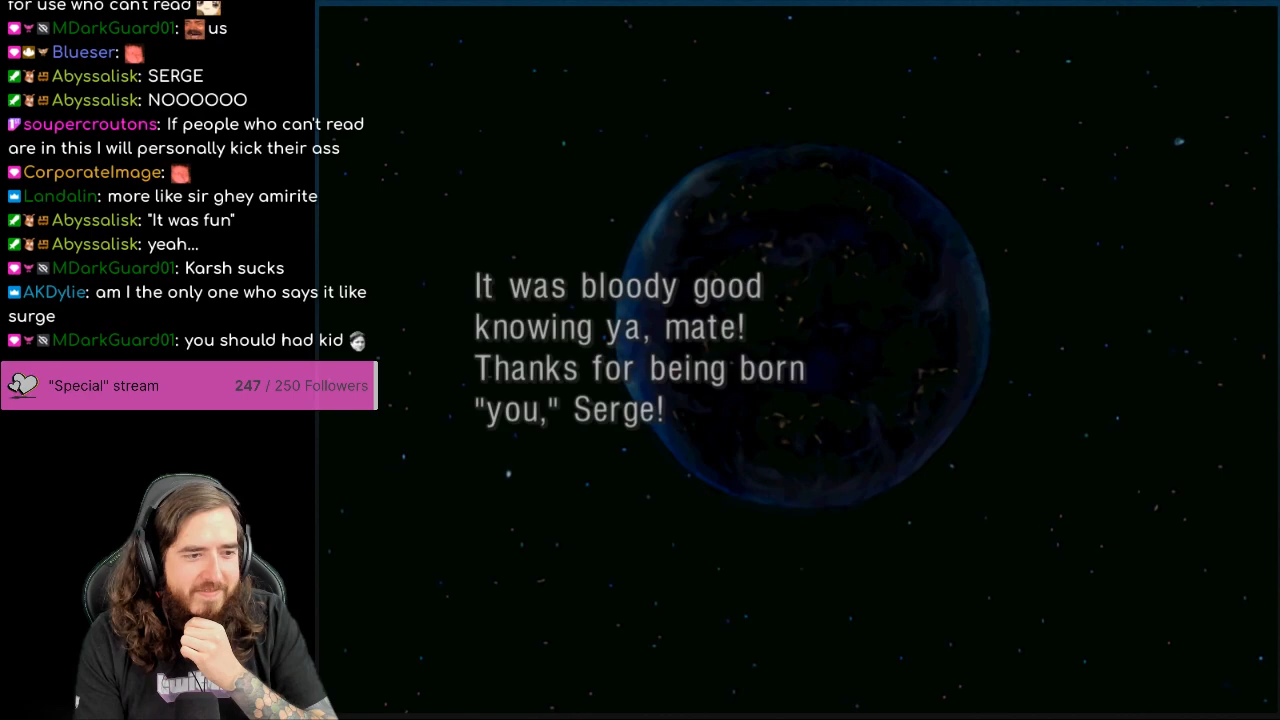 for use who can't read
MDarkGuard01: us
Blueser:
Abyssalisk: SERGE
Abyssalisk: NOOOOOO
soupercroutons: If people who can't read
are in this I will personally kick their ass
CorporateImage:
Landalin: more like sir ghey amirite
Abyssalisk: "It was fun"
Abyssalisk: yeah...
MDarkGuard01: Karsh sucks
AKDylie: am I the only one who says it like
surge
MDarkGuard01: you should had kid
"Special" stream 247 / 250 Followers
It was bloody good
knowing ya, mate!
Thanks for being born
"you," Serge!